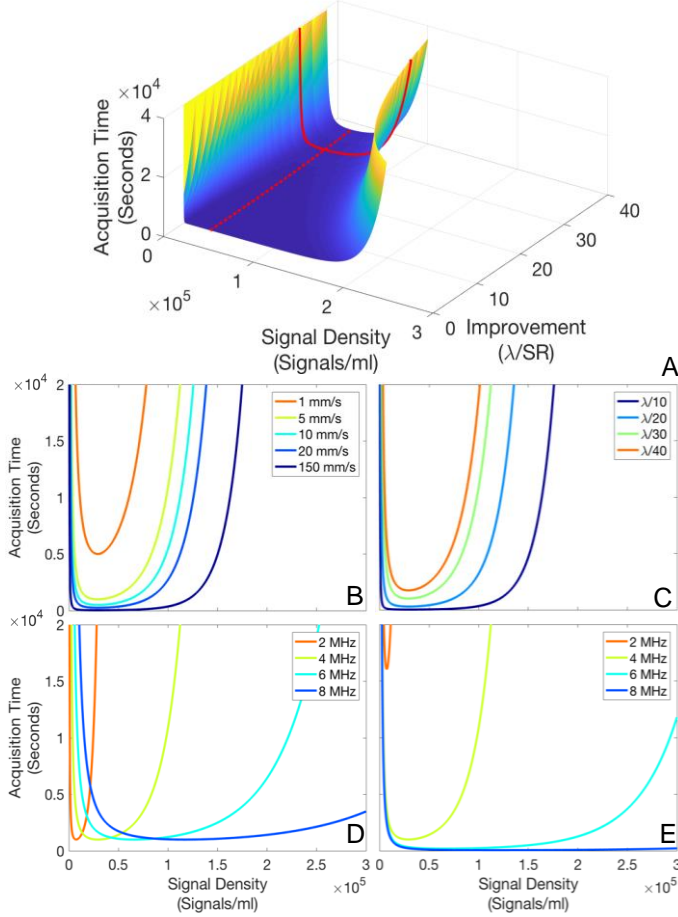 ×10⁴
Acquisition Time
(Seconds)
4
2
0
0
1
2
3
×10⁵
Signal Density
(Signals/ml)
0
10
20
30
40
Improvement
(λ/SR)
A
×10⁴
2
1.5
1
0.5
0
Acquisition Time
(Seconds)
1 mm/s
5 mm/s
10 mm/s
20 mm/s
150 mm/s
B
λ/10
λ/20
λ/30
λ/40
C
×10⁴
2
1.5
1
0.5
0
Acquisition Time
(Seconds)
2 MHz
4 MHz
6 MHz
8 MHz
D
0 0.5 1 1.5 2 2.5 3
Signal Density
(Signals/ml)
×10⁵
2 MHz
4 MHz
6 MHz
8 MHz
E
0 0.5 1 1.5 2 2.5 3
Signal Density
(Signals/ml)
×10⁵